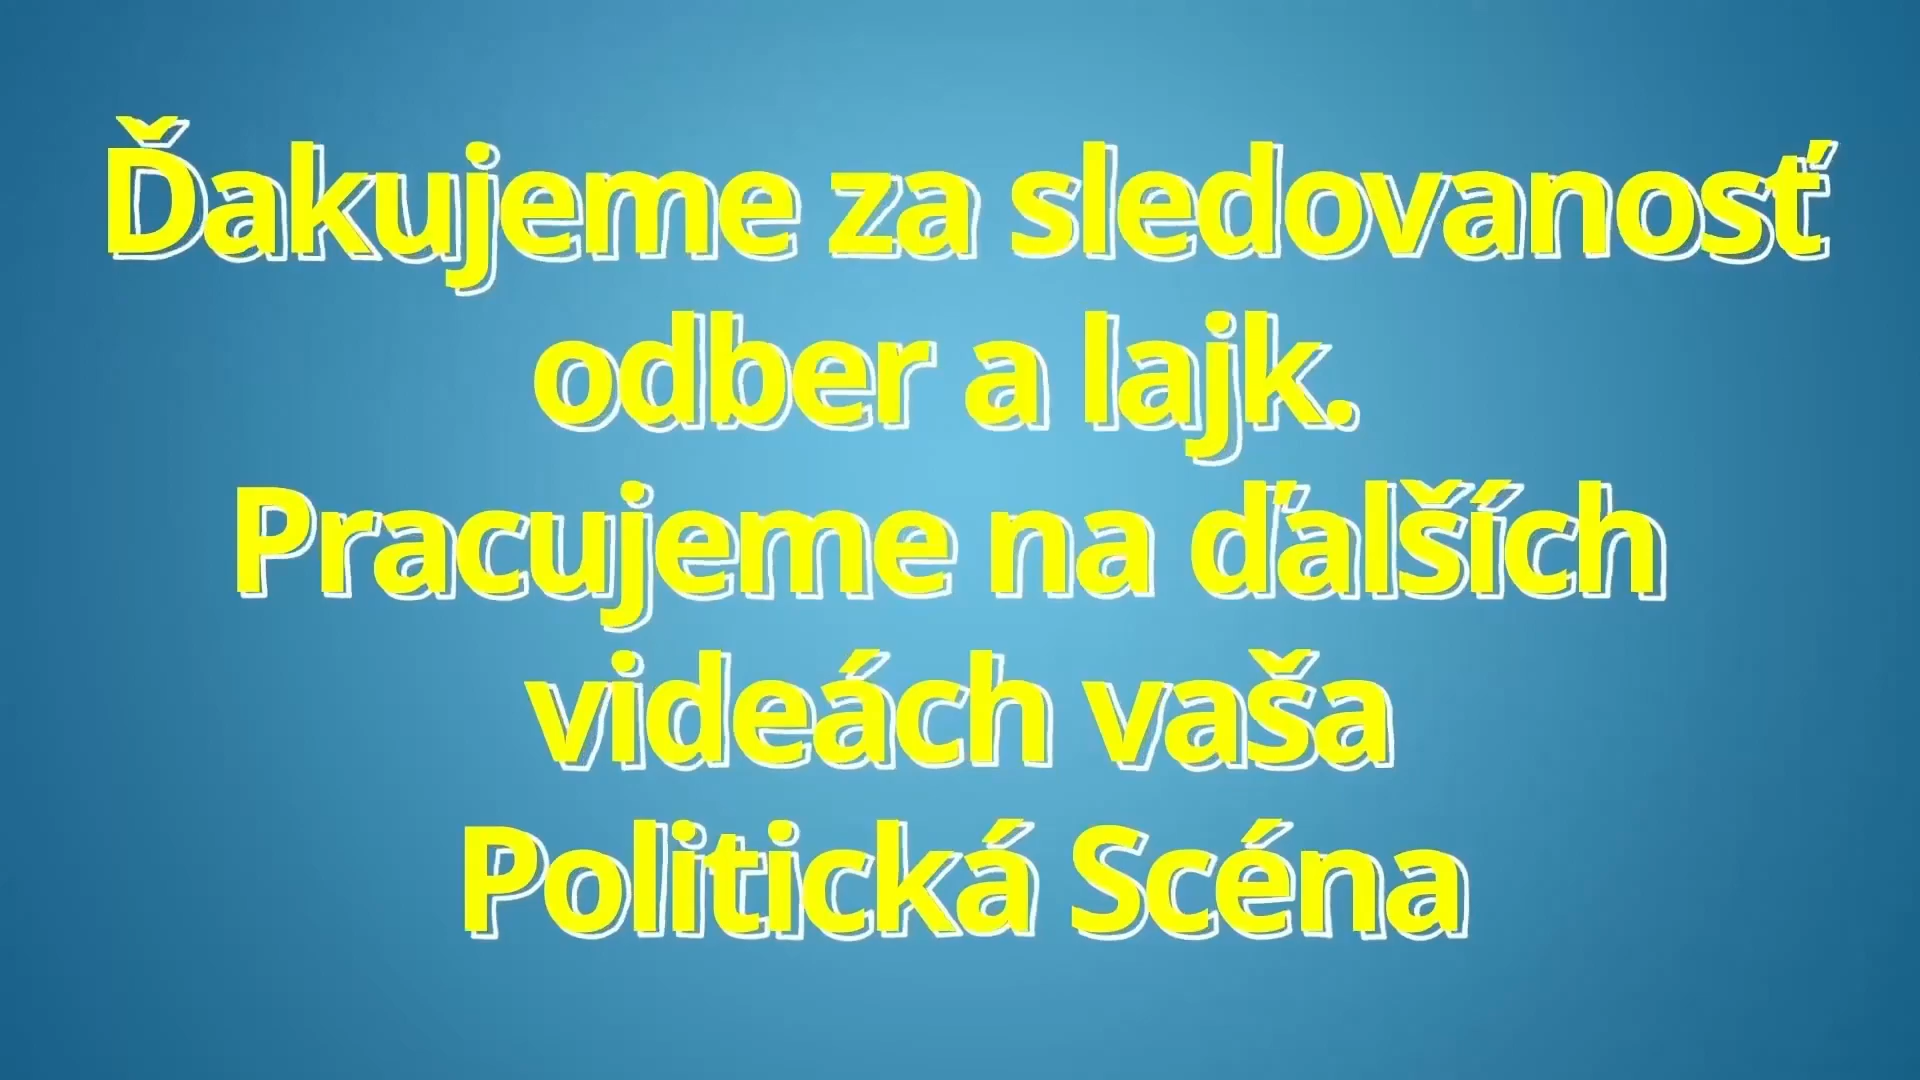 Ďakujeme za sledovanosť
odber a lajk.
Pracujeme na ďalších
videách vaša
Politická Scéna